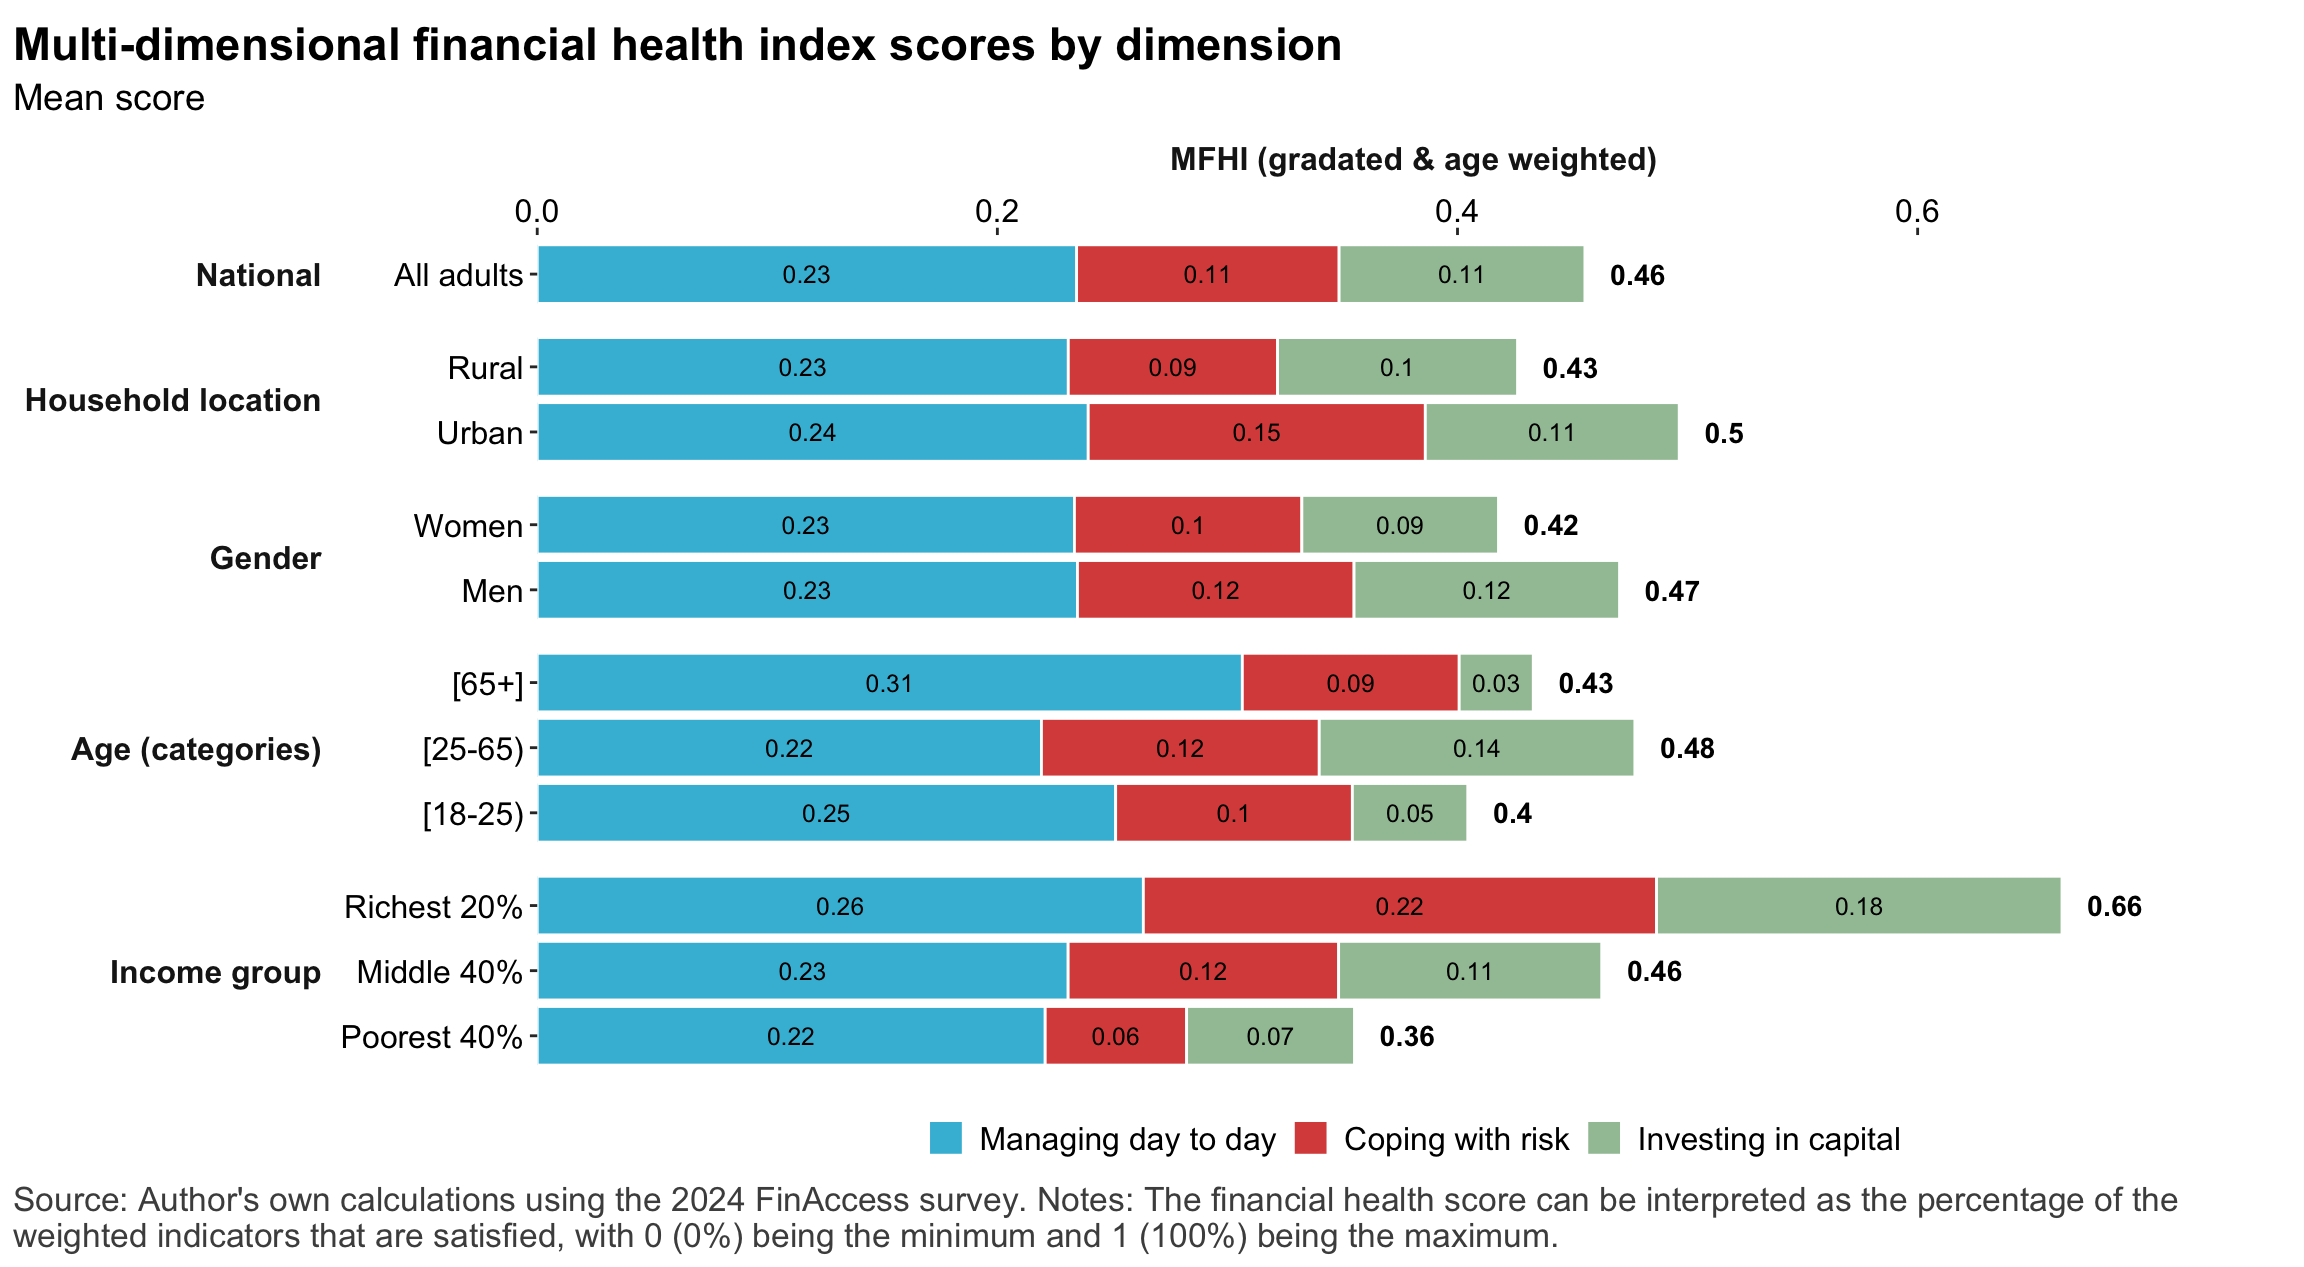 Multi-dimensional financial health index scores by dimension
Mean score
MFHI (gradated & age weighted)
0.0 0.2 0.4 0.6
National All adults 0.23 0.11 0.11 0.46
Household location
Rural 0.23 0.09 0.1 0.43
Urban 0.24 0.15 0.11 0.5
Gender
Women 0.23 0.1 0.09 0.42
Men 0.23 0.12 0.12 0.47
Age (categories)
[65+] 0.31 0.09 0.03 0.43
[25-65) 0.22 0.12 0.14 0.48
[18-25) 0.25 0.1 0.05 0.4
Income group
Richest 20% 0.26 0.22 0.18 0.66
Middle 40% 0.23 0.12 0.11 0.46
Poorest 40% 0.22 0.06 0.07 0.36
Managing day to day Coping with risk Investing in capital
Source: Author's own calculations using the 2024 FinAccess survey. Notes: The financial health score can be interpreted as the percentage of the
weighted indicators that are satisfied, with 0 (0%) being the minimum and 1 (100%) being the maximum.